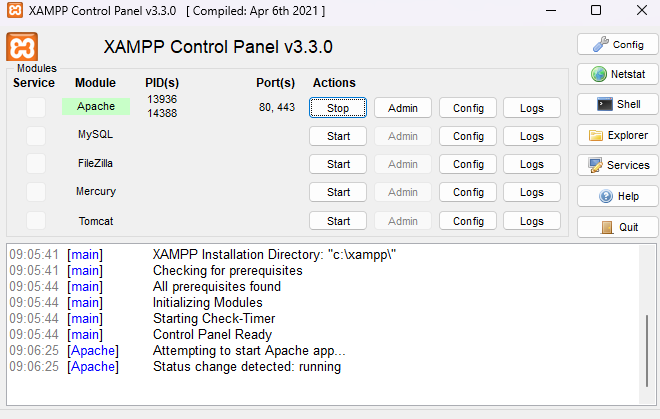 XAMPP Control Panel v3.3.0 [ Compiled: Apr 6th 2021 ]
XAMPP Control Panel v3.3.0
Config
Modules
Service Module PID(s) Port(s) Actions
Netstat
Apache 13936 14388 80, 443 Stop Admin Config Logs
Shell
MySQL Start Admin Config Logs
Explorer
FileZilla Start Admin Config Logs
Services
Mercury Start Admin Config Logs
Help
Tomcat Start Admin Config Logs
Quit
09:05:41 [main] XAMPP Installation Directory: "c:\xampp\"
09:05:41 [main] Checking for prerequisites
09:05:44 [main] All prerequisites found
09:05:44 [main] Initializing Modules
09:05:44 [main] Starting Check-Timer
09:05:44 [main] Control Panel Ready
09:06:25 [Apache] Attempting to start Apache app...
09:06:25 [Apache] Status change detected: running